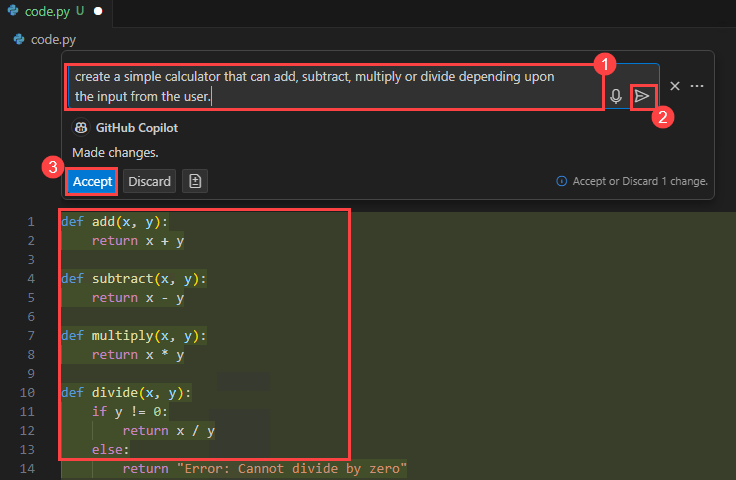 code.py U
code.py
create a simple calculator that can add, subtract, multiply or divide depending upon
the input from the user.
1
2
GitHub Copilot
Made changes.
3
Accept Discard Accept or Discard 1 change.
1 def add(x, y):
2 return x + y
3
4 def subtract(x, y):
5 return x - y
6
7 def multiply(x, y):
8 return x * y
9
10 def divide(x, y):
11 if y != 0:
12 return x / y
13 else:
14 return "Error: Cannot divide by zero"